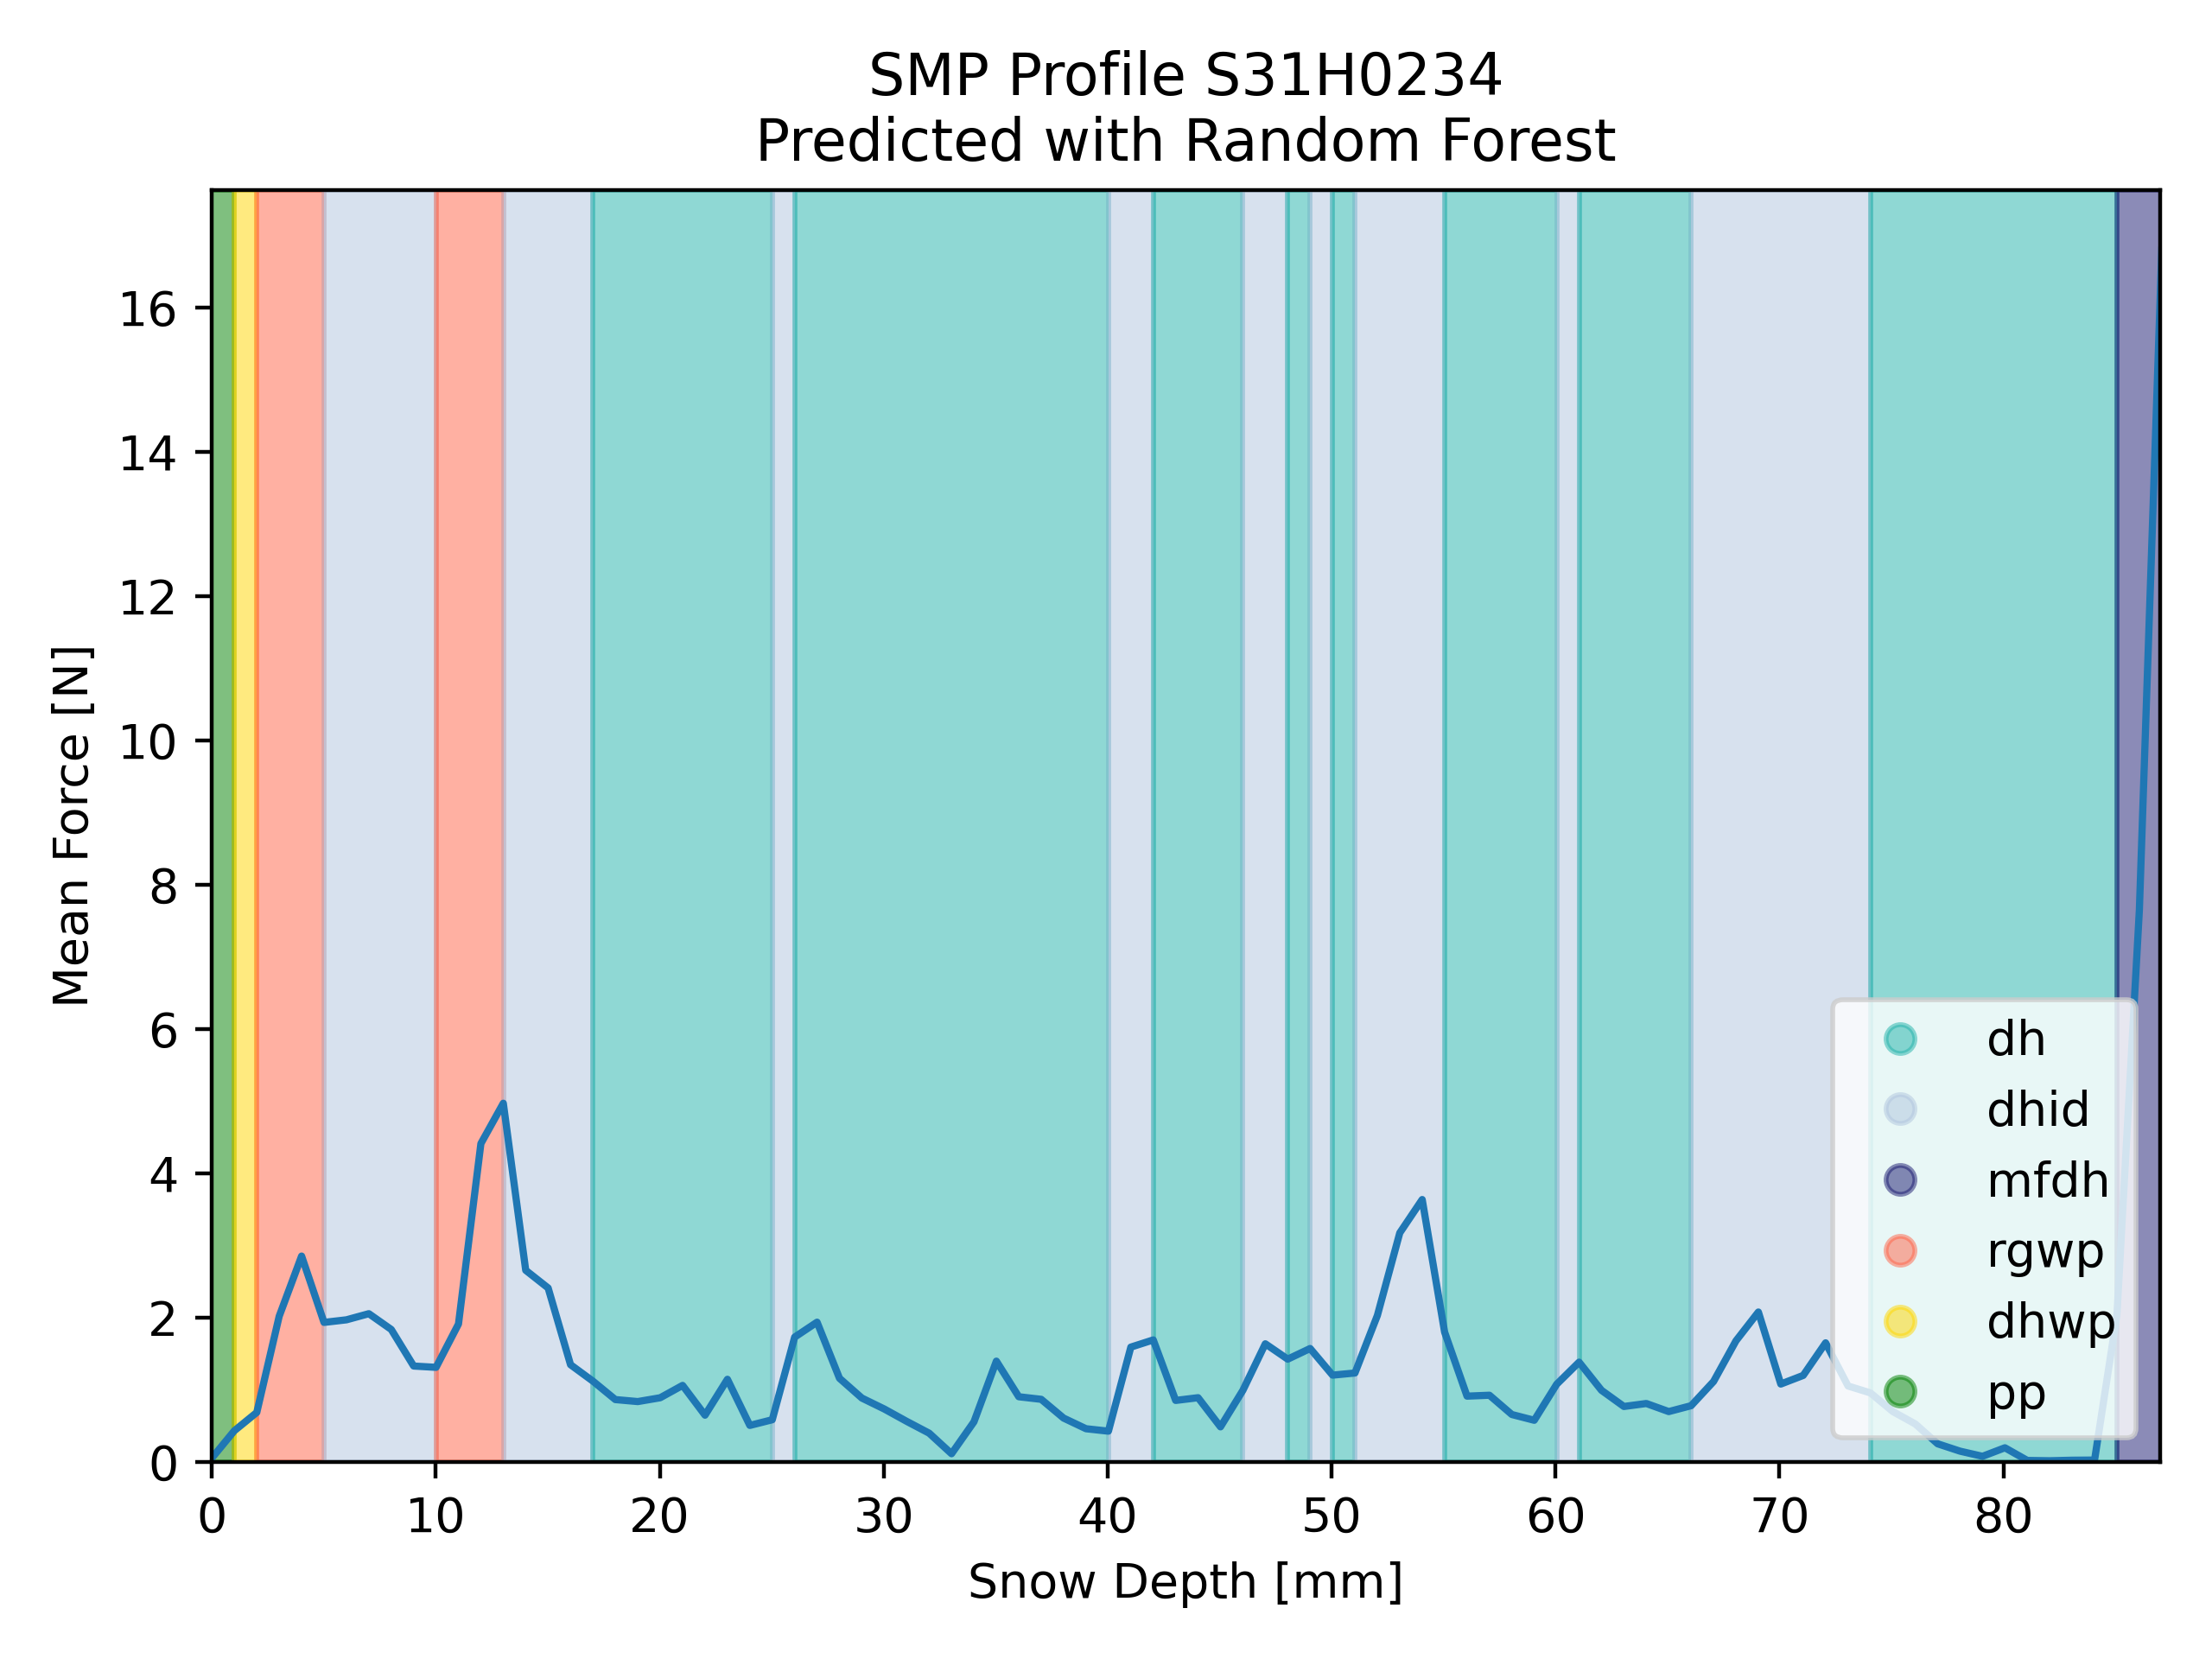 SMP Profile S31H0234
Predicted with Random Forest
Mean Force [N]
16
14
12
10
8
6
4
2
0
dh
dhid
mfdh
rgwp
dhwp
pp
0 10 20 30 40 50 60 70 80
Snow Depth [mm]